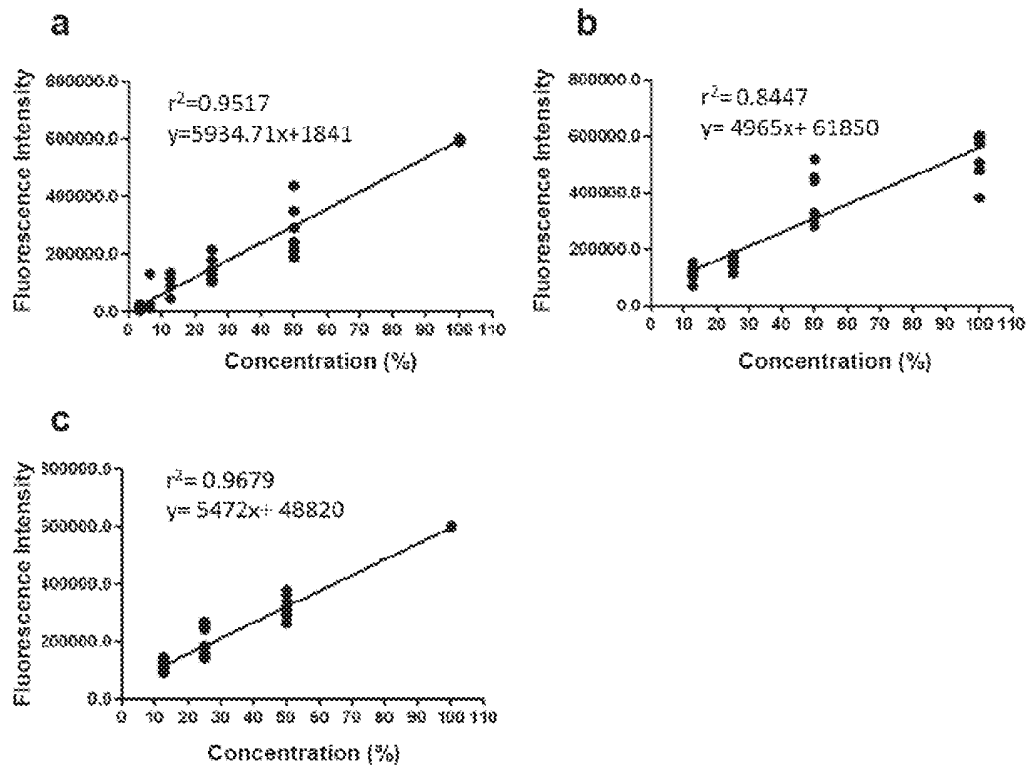 a
Fluorescence Intensity
800000.0
600000.0
400000.0
200000.0
0.0
r²=0.9517
y=5934.71x+1841
0 10 20 30 40 50 60 70 80 90 100 110
Concentration (%)
b
Fluorescence Intensity
800000.0
600000.0
400000.0
200000.0
0.0
r²= 0.8447
y= 4965x+ 61850
0 10 20 30 40 50 60 70 80 90 100 110
Concentration (%)
c
Fluorescence Intensity
800000.0
600000.0
400000.0
200000.0
0.0
r²= 0.9679
y= 5472x+ 48820
0 10 20 30 40 50 60 70 80 90 100 110
Concentration (%)